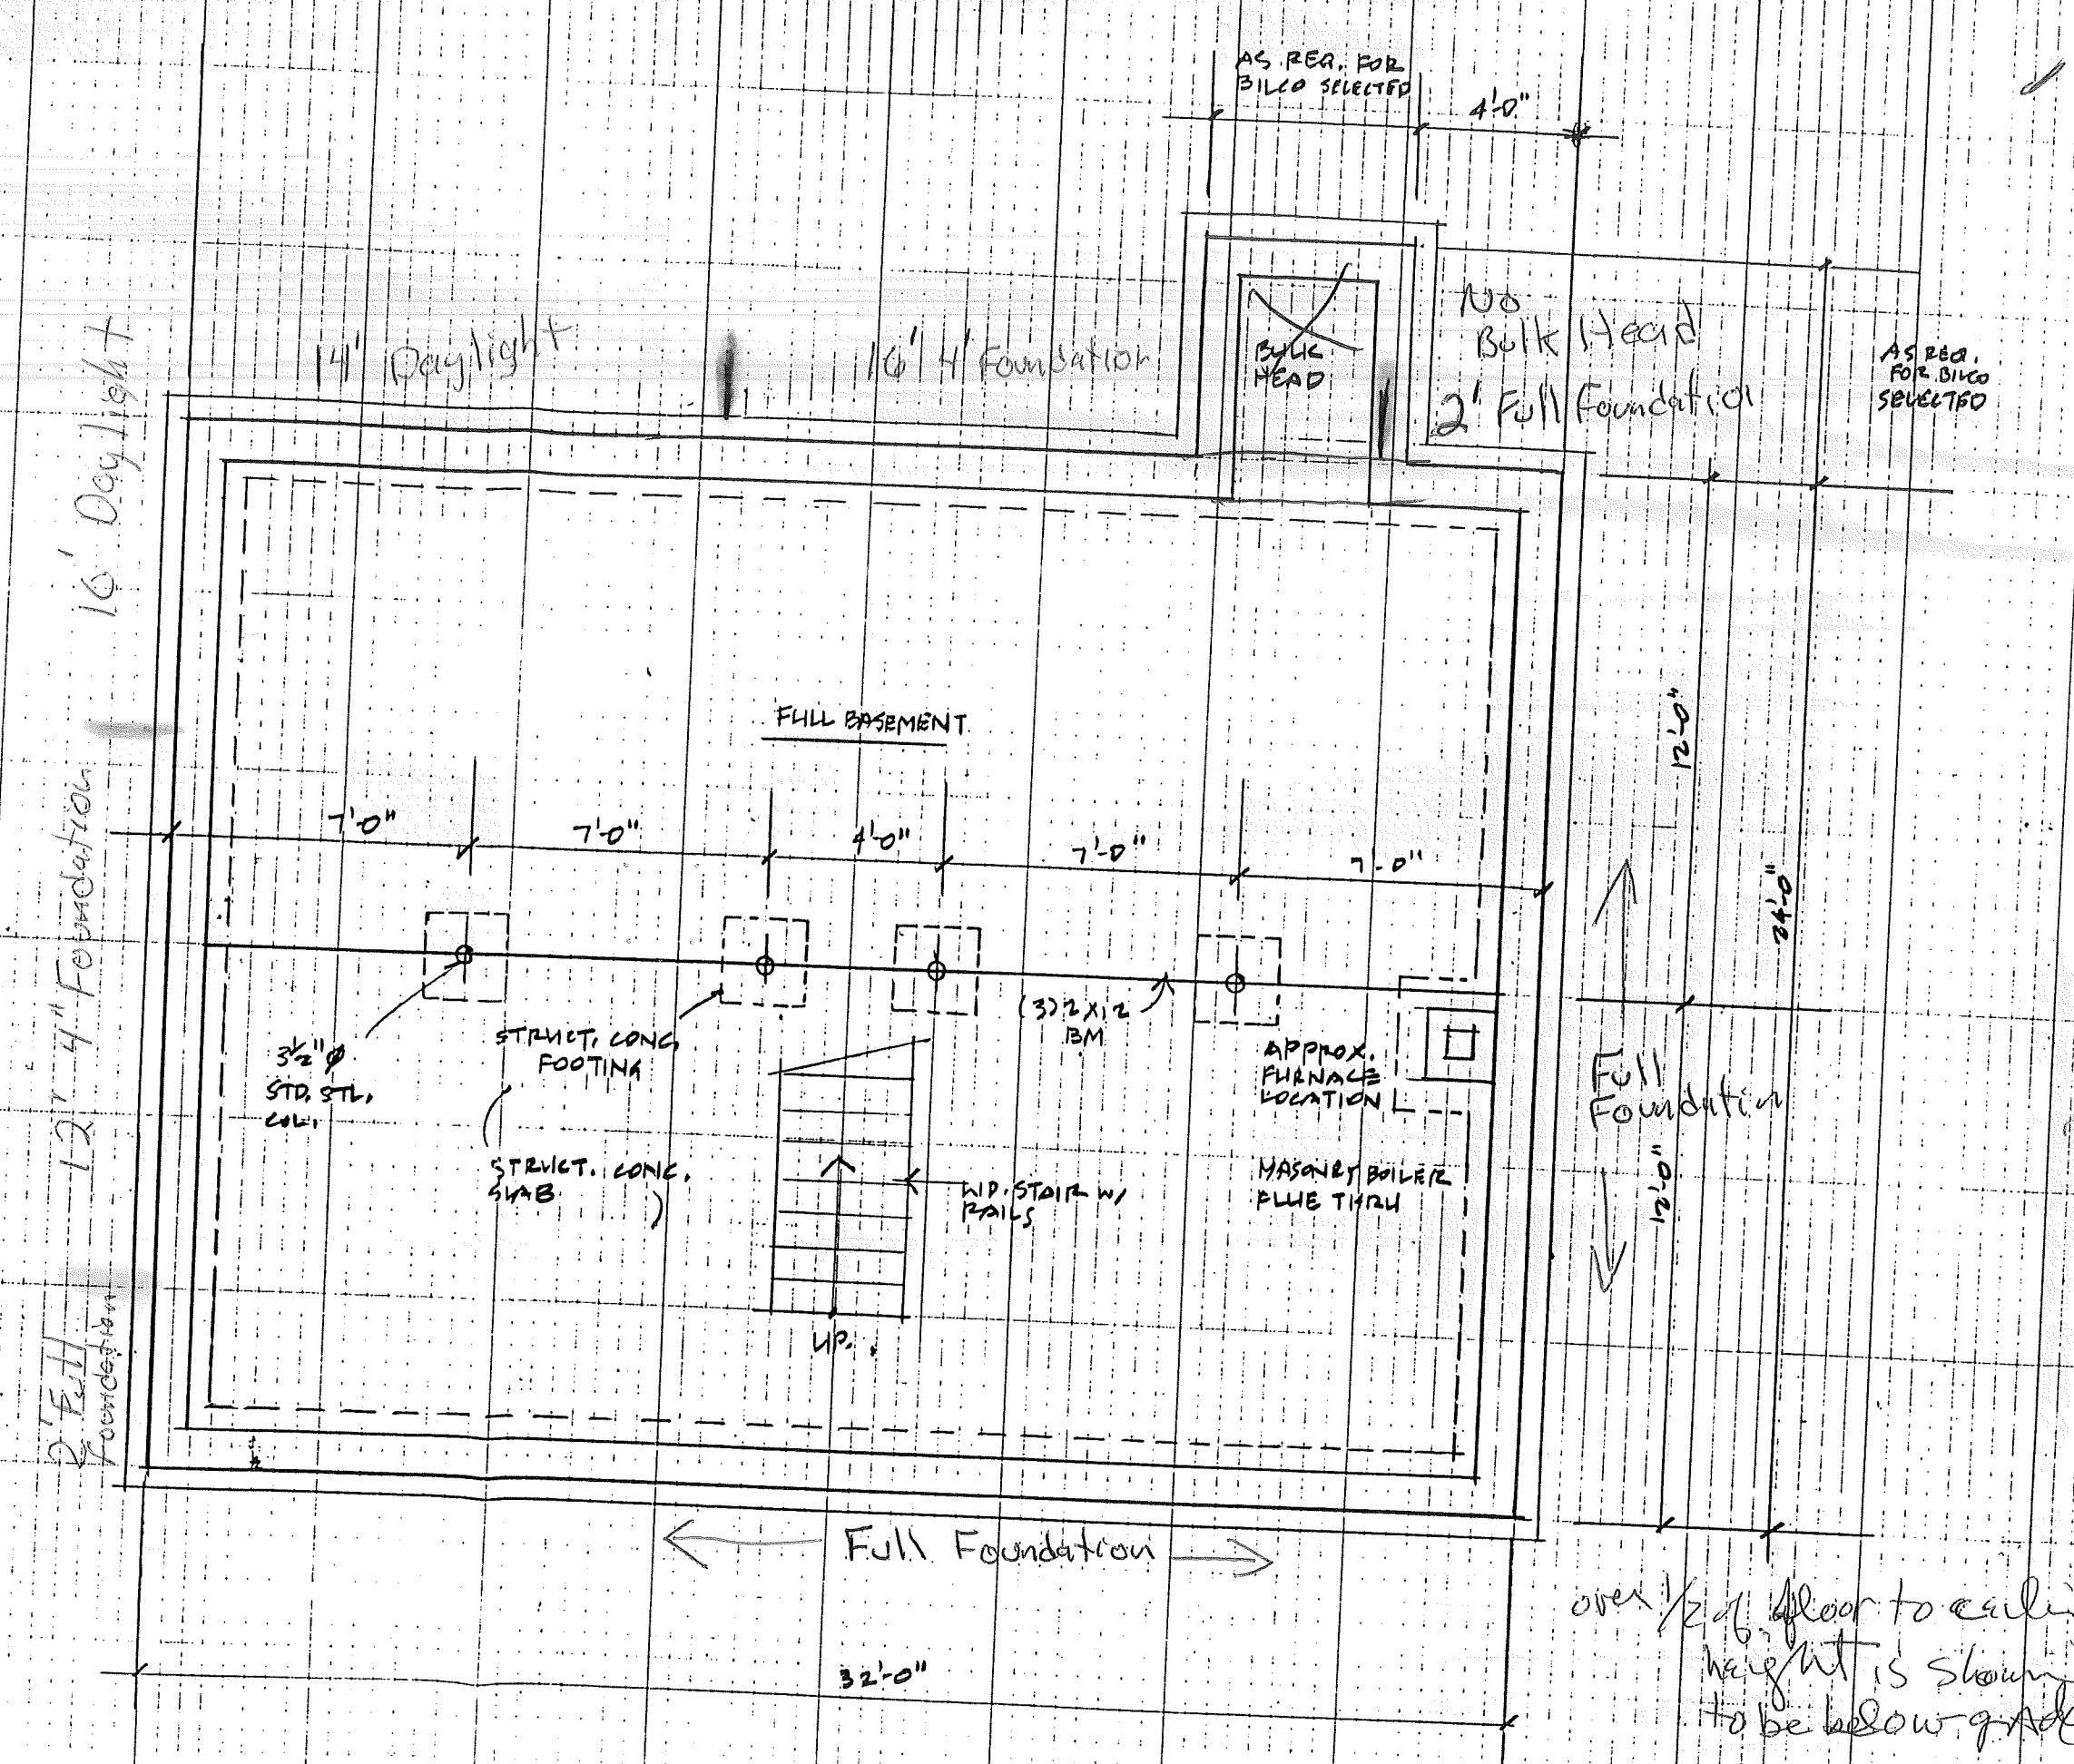 AS REQ. FOR
BILCO SELECTED
4'-0"
No
Bulk Head
2' Full Foundation
14' Daylight
16' 4' Foundation
BULK
HEAD
AS REQ.
FOR BILCO
SELECTED
16' Daylight
12' 4" Foundation
2' Full
Foundation
FULL BASEMENT
7'-0"
7'-0"
4'-0"
7'-0"
7'-0"
12'-0"
24'-0"
12'-0"
3½"ø
STD. STL.
COL.
STRUCT. CONC.
FOOTING
(3) 2X12
BM
APPROX.
FURNACE
LOCATION
STRUCT. CONC.
SLAB
WD. STAIR W/
RAILS
MASONRY BOILER
FLUE THRU
UP.
Full
Foundation
Full Foundation
32'-0"
over 1/2 of floor to ceili
height is shown
to be below grade